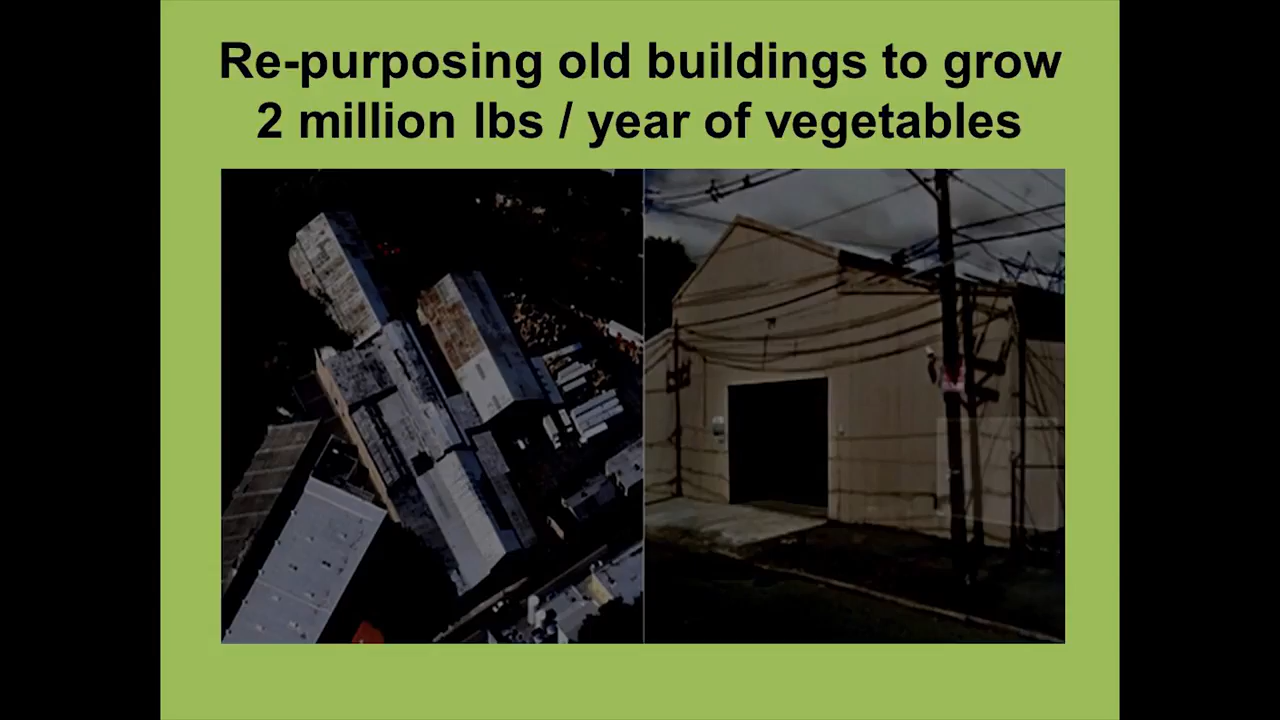 Re-purposing old buildings to grow
2 million lbs / year of vegetables